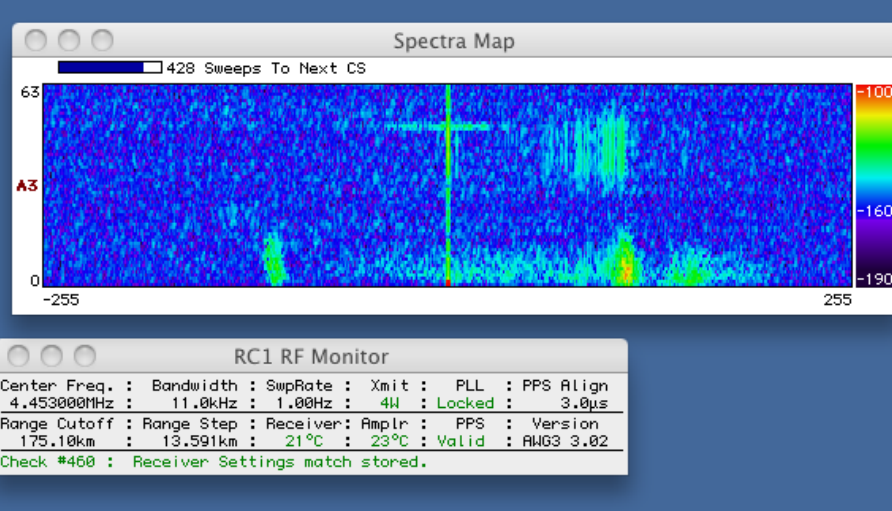 Spectra Map
428 Sweeps To Next CS
63
-100
A3
-160
0
-190
-255
255
RC1 RF Monitor
Center Freq. : Bandwidth : SwpRate : Xmit : PLL : PPS Align
4.453000MHz : 11.0kHz : 1.00Hz : 4W : Locked : 3.0µs
Range Cutoff : Range Step : Receiver: Amplr : PPS : Version
175.10km : 13.591km : 21°C : 23°C : Valid : AWG3 3.02
Check #460 : Receiver Settings match stored.